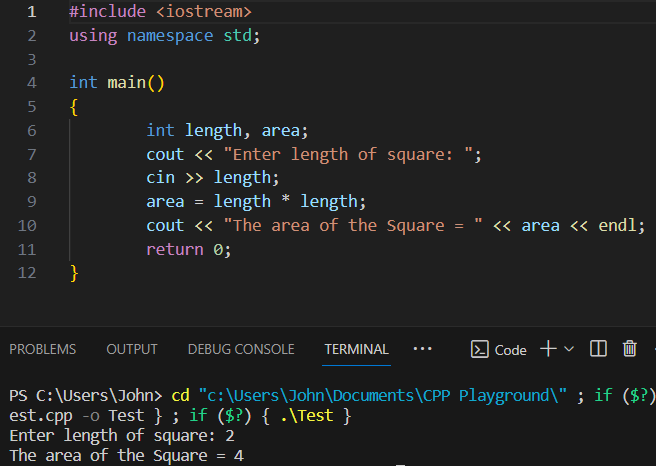 1 #include <iostream>
2 using namespace std;
3
4 int main()
5 {
6 int length, area;
7 cout << "Enter length of square: ";
8 cin >> length;
9 area = length * length;
10 cout << "The area of the Square = " << area << endl;
11 return 0;
12 }
PROBLEMS OUTPUT DEBUG CONSOLE TERMINAL ··· Code
PS C:\Users\John> cd "c:\Users\John\Documents\CPP Playground\" ; if ($?)
est.cpp -o Test } ; if ($?) { .\Test }
Enter length of square: 2
The area of the Square = 4